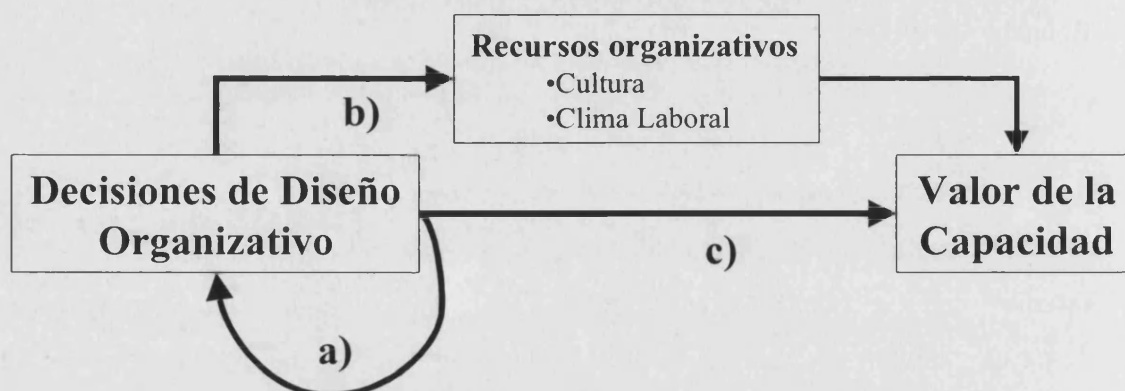 Recursos organizativos
•Cultura
•Clima Laboral
b)
Decisiones de Diseño
Organizativo
Valor de la
Capacidad
c)
a)